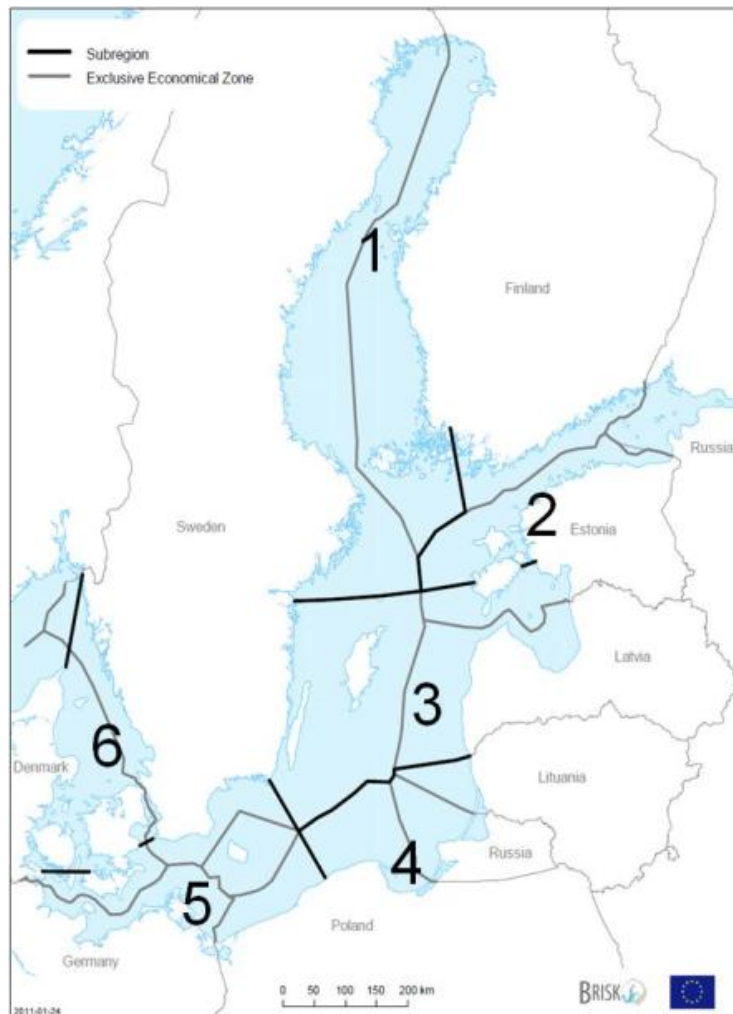 Subregion
Exclusive Economical Zone
1
Finland
Russia
Sweden
2
Estonia
Latvia
3
6
Denmark
Lituania
4
Russia
5
Poland
Germany
0 50 100 150 200 km
BRISK
2011-01-24